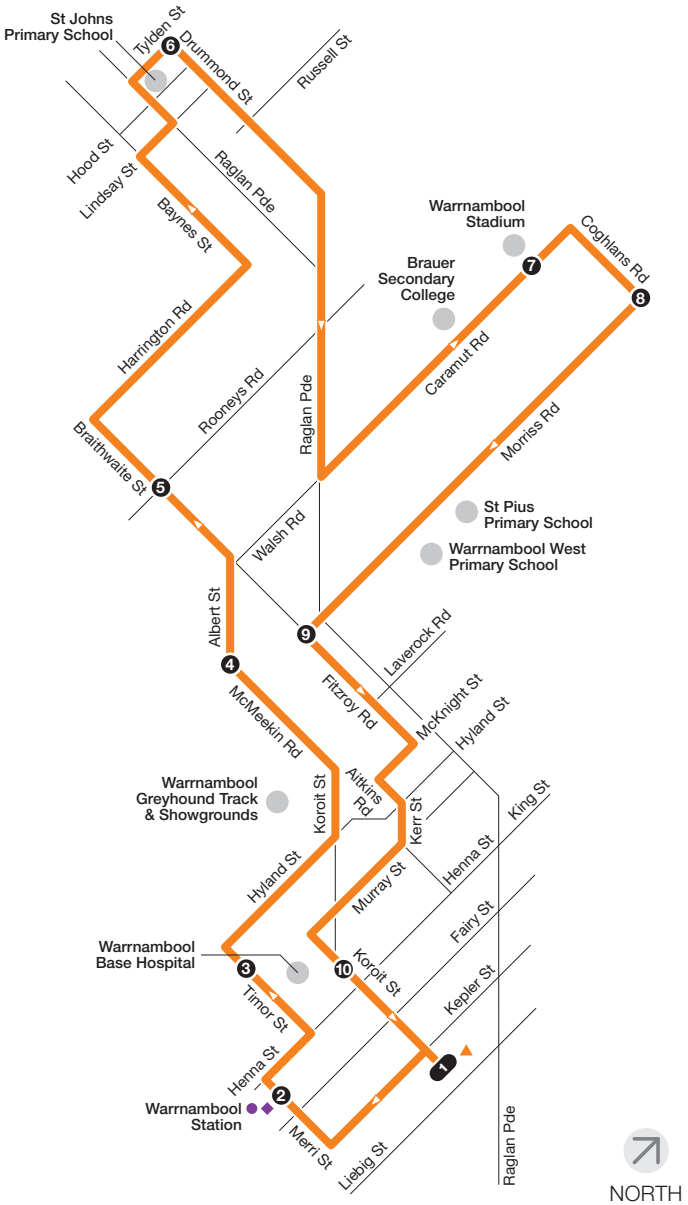 St Johns
Primary School
Tylden St
6
Drummond St
Russell St
Hood St
Lindsay St
Raglan Pde
Baynes St
Warrnambool
Stadium
Coghlans Rd
7
8
Brauer
Secondary
College
Harrington Rd
Caramut Rd
Rooneys Rd
Raglan Pde
Morriss Rd
Braithwaite St
5
St Pius
Primary School
Walsh Rd
Warrnambool West
Primary School
Albert St
9
Laverock Rd
4
Fitzroy Rd
McMeekin Rd
McKnight St
Hyland St
Warrnambool
Greyhound Track
& Showgrounds
Koroit St
Aitkins
Rd
Kerr St
King St
Hyland St
Murray St
Henna St
Fairy St
Warrnambool
Base Hospital
3
10
Koroit St
Kepler St
Timor St
Henna St
1
2
Warrnambool
Station
Merri St
Liebig St
Raglan Pde
NORTH